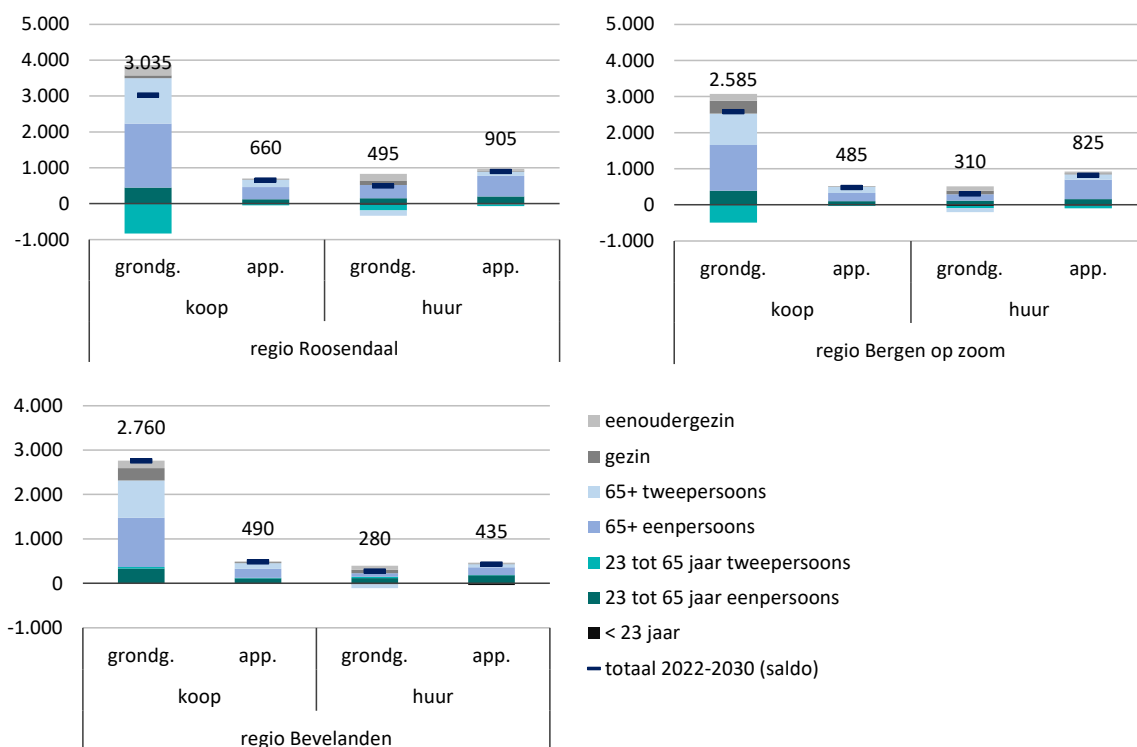 5.000
4.000
3.000
2.000
1.000
0
-1.000
3.035
660
495
905
grondg.
app.
grondg.
app.
koop
huur
regio Roosendaal
5.000
4.000
3.000
2.000
1.000
0
-1.000
2.585
485
310
825
grondg.
app.
grondg.
app.
koop
huur
regio Bergen op zoom
4.000
3.000
2.000
1.000
0
-1.000
2.760
490
280
435
grondg.
app.
grondg.
app.
koop
huur
regio Bevelanden
eenoudergezin
gezin
65+ tweepersoons
65+ eenpersoons
23 tot 65 jaar tweepersoons
23 tot 65 jaar eenpersoons
< 23 jaar
totaal 2022-2030 (saldo)